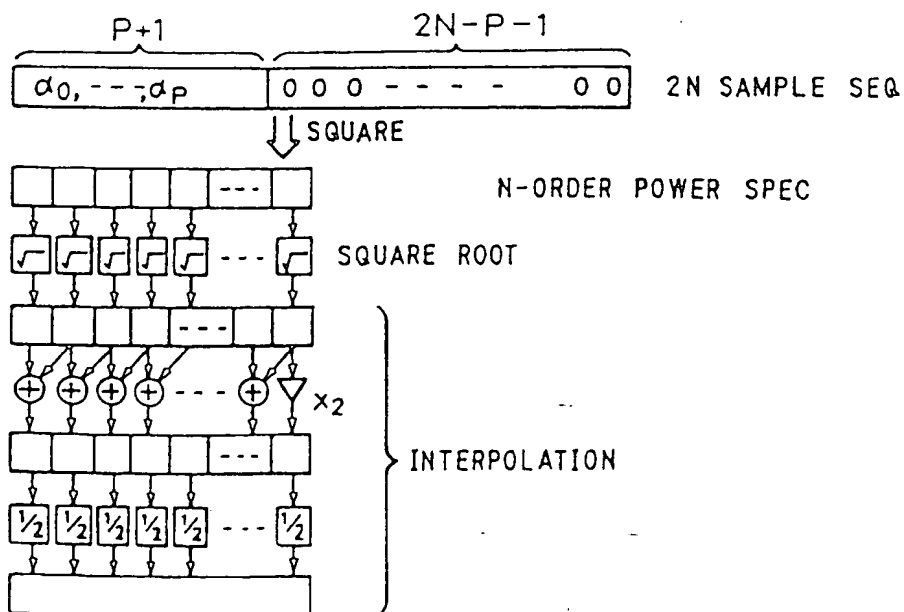 P+1 2N-P-1
α₀, ---, αₚ 0 0 0 ----- 0 0 2N SAMPLE SEQ
SQUARE
--- N-ORDER POWER SPEC
√ √ √ √ √ --- √ SQUARE ROOT
---
+ + + + --- + X₂
---
INTERPOLATION
1/2 1/2 1/2 1/2 1/2 --- 1/2